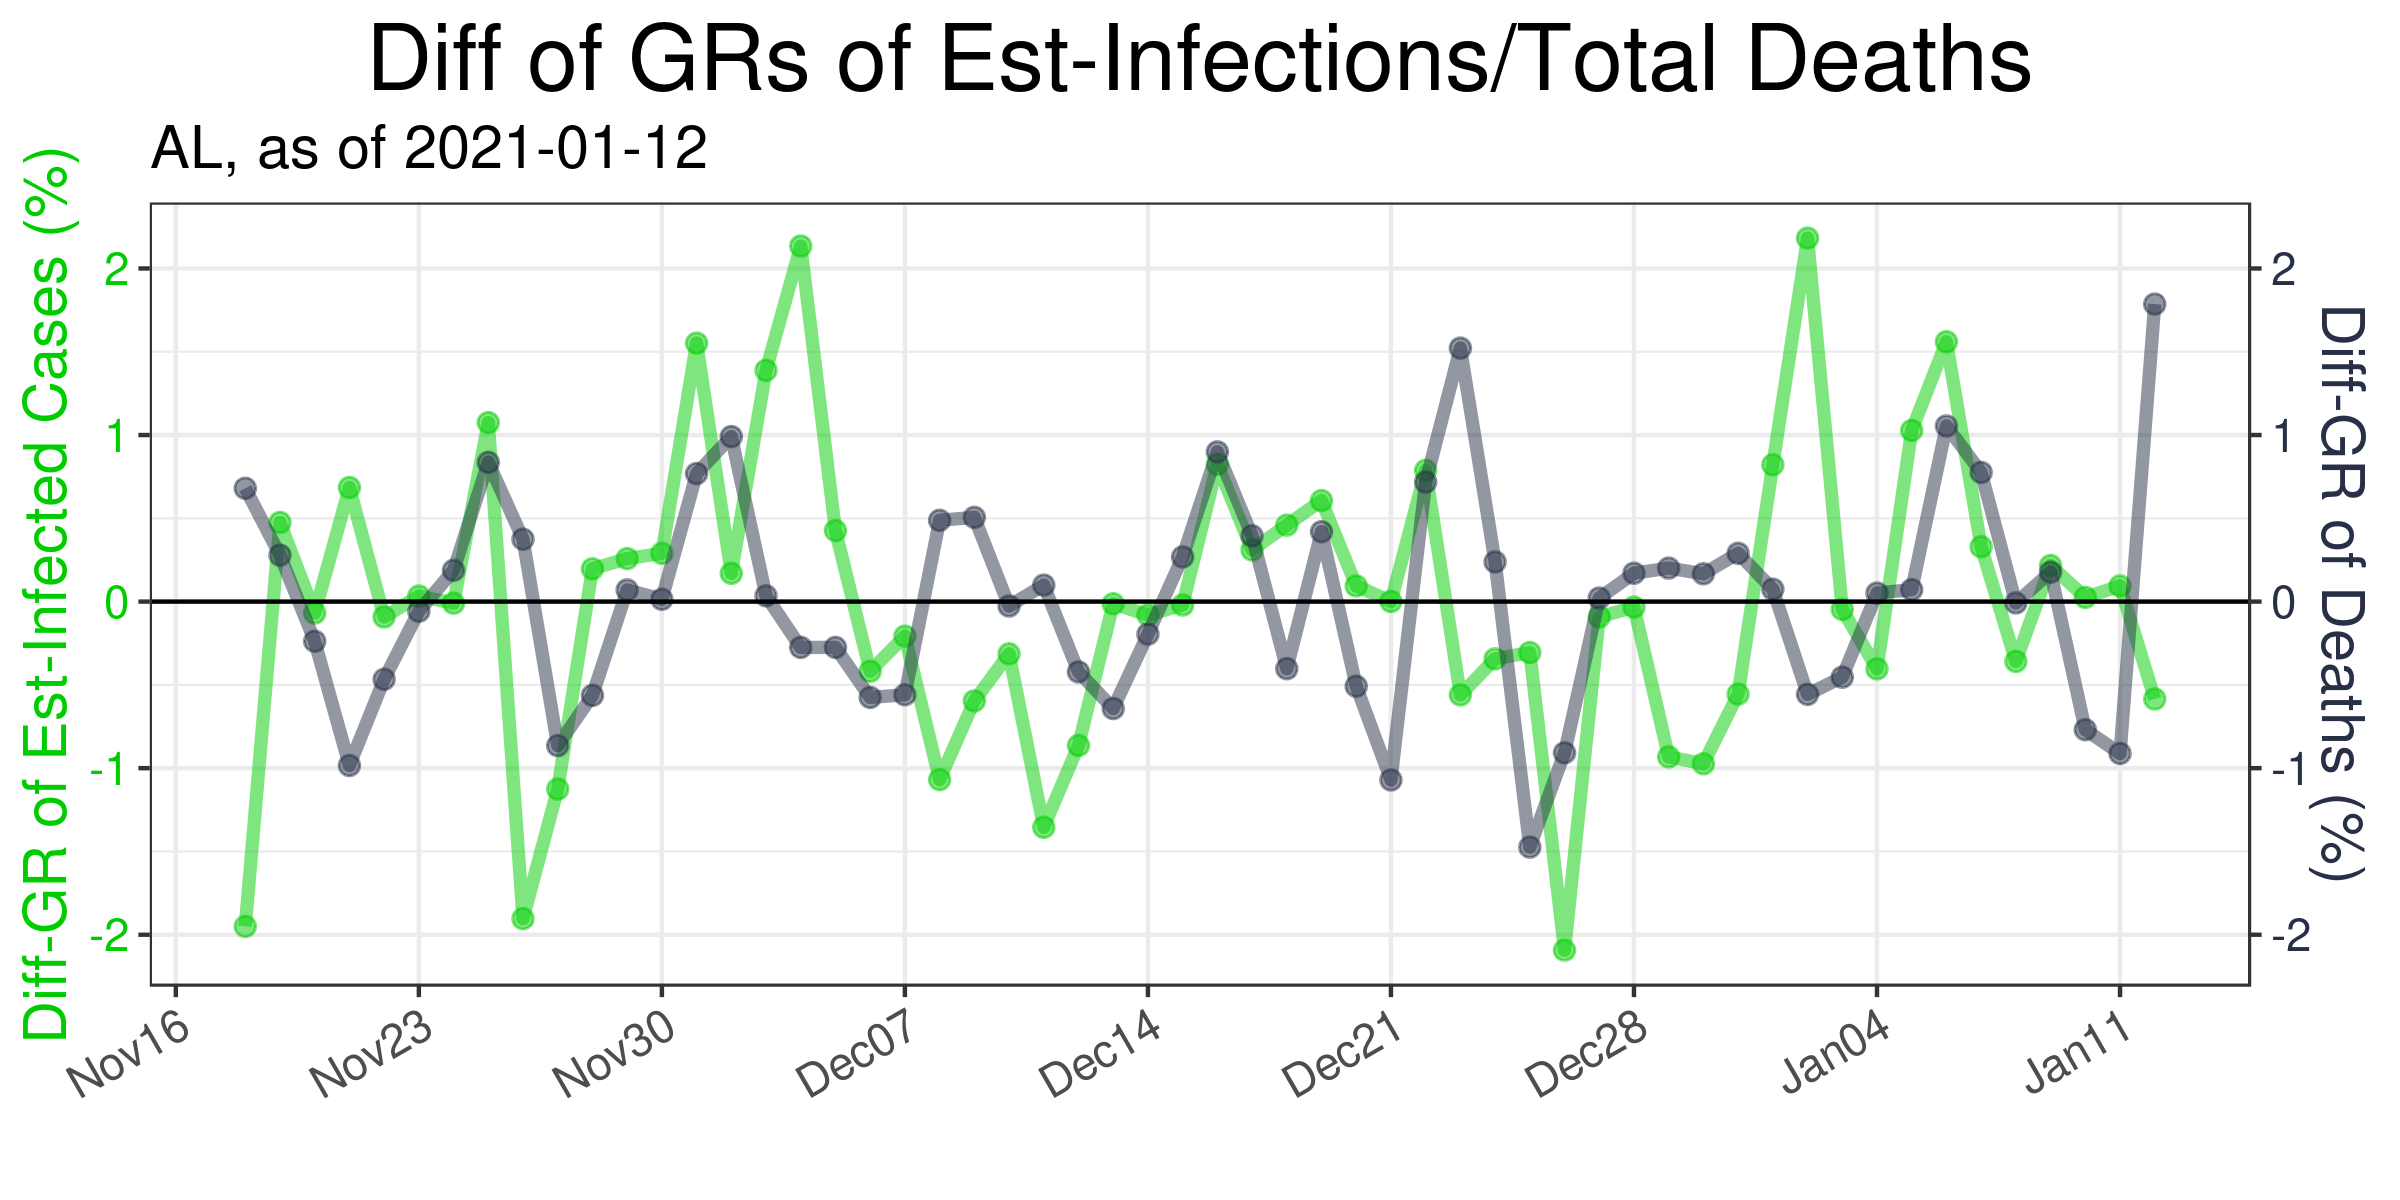 Diff of GRs of Est-Infections/Total Deaths
AL, as of 2021-01-12
Diff-GR of Est-Infected Cases (%)
2
1
0
-1
-2
2
1
0
-1
-2
Diff-GR of Deaths (%)
Nov16
Nov23
Nov30
Dec07
Dec14
Dec21
Dec28
Jan04
Jan11